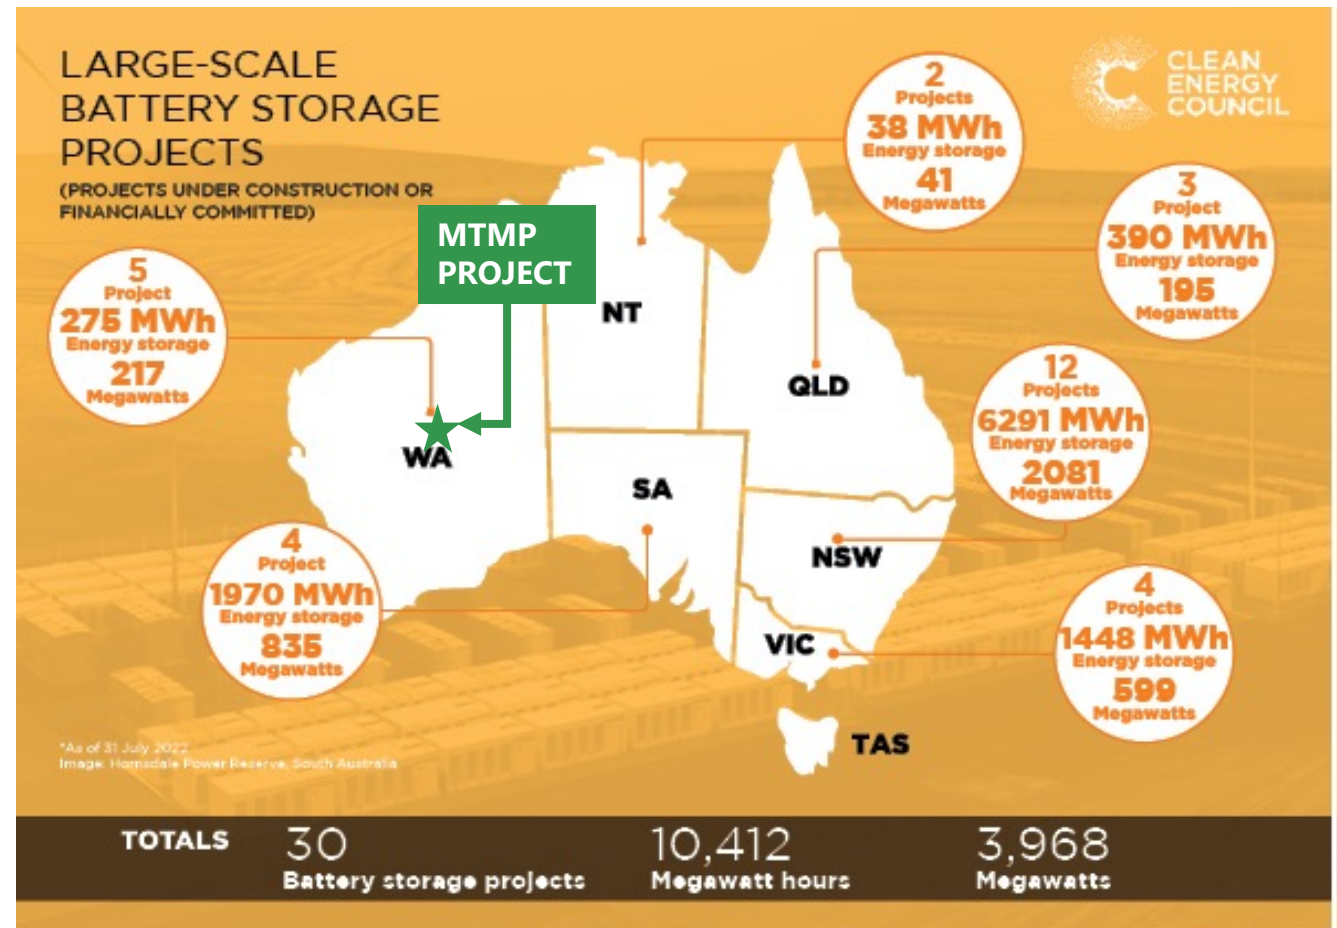 LARGE-SCALE
BATTERY STORAGE
PROJECTS
(PROJECTS UNDER CONSTRUCTION OR
FINANCIALLY COMMITTED)
CLEAN
ENERGY
COUNCIL
2
Projects
38 MWh
Energy storage
41
Megawatts
3
Project
390 MWh
Energy storage
195
Megawatts
MTMP
PROJECT
5
Project
275 MWh
Energy storage
217
Megawatts
NT
QLD
12
Projects
6291 MWh
Energy storage
2081
Megawatts
WA
SA
NSW
4
Project
1970 MWh
Energy storage
835
Megawatts
VIC
4
Projects
1448 MWh
Energy storage
599
Megawatts
TAS
*As of 31 July 2022
Image: Hornsdale Power Reserve, South Australia
TOTALS
30
Battery storage projects
10,412
Megawatt hours
3,968
Megawatts